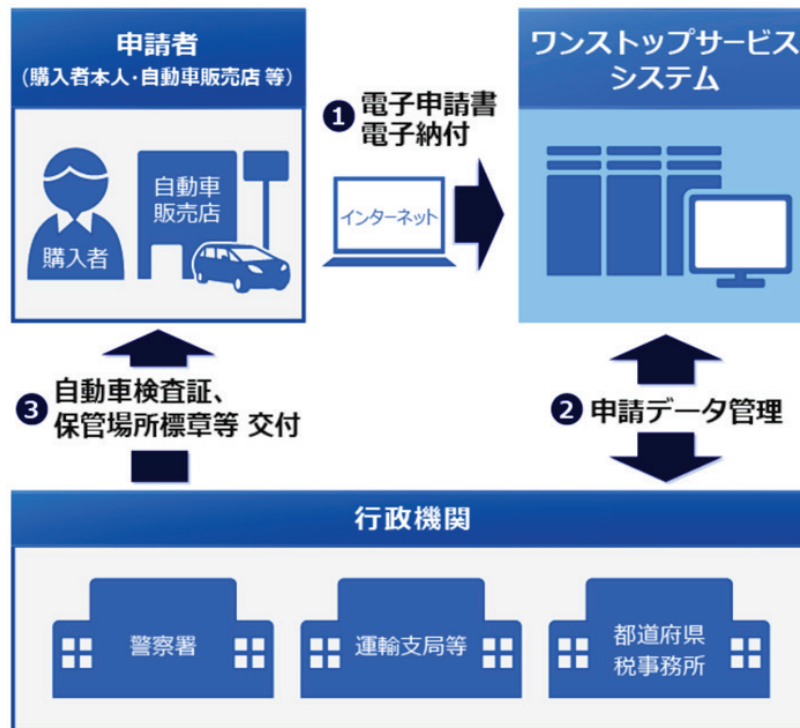 申請者
（購入者本人・自動車販売店 等）
購入者
自動車
販売店
❶ 電子申請書
電子納付
インターネット
ワンストップサービス
システム
❷ 申請データ管理
❸ 自動車検査証、
保管場所標章等 交付
行政機関
警察署
運輸支局等
都道府県
税事務所